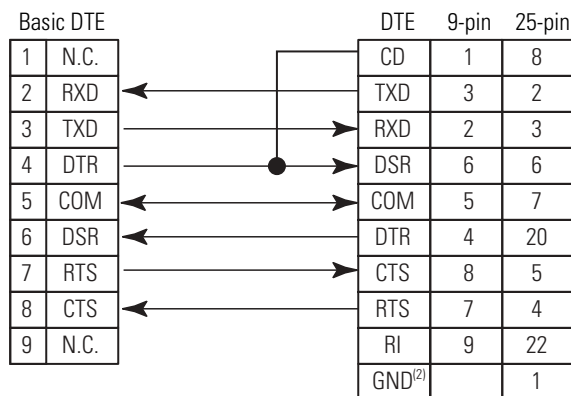 Basic DTE DTE 9-pin 25-pin
1 N.C. CD 1 8
2 RXD TXD 3 2
3 TXD RXD 2 3
4 DTR DSR 6 6
5 COM COM 5 7
6 DSR DTR 4 20
7 RTS CTS 8 5
8 CTS RTS 7 4
9 N.C. RI 9 22
GND(2) 1